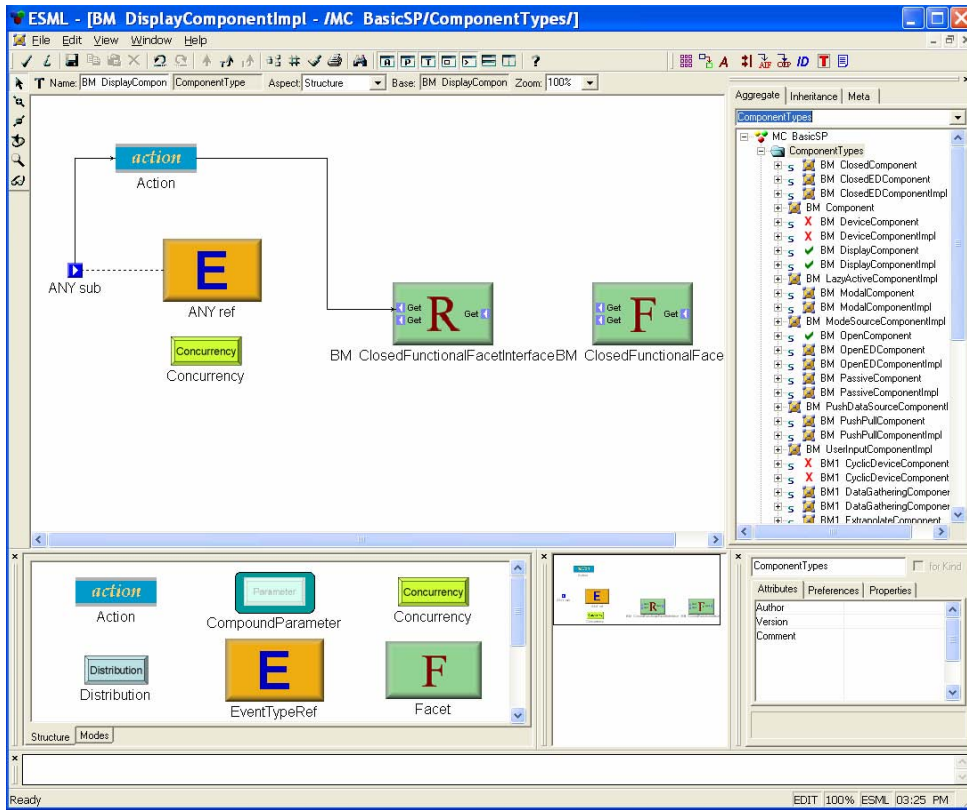 ESML - [BM DisplayComponentImpl - /MC BasicSP/ComponentTypes/]
File Edit View Window Help
Name: BM DisplayCompon ComponentType Aspect: Structure Base: BM DisplayCompon Zoom: 100%
action
Action
ANY sub
E
ANY ref
Concurrency
Concurrency
Get
Get
R
Get
BM ClosedFunctionalFacetInterface
Get
Get
F
Get
BM ClosedFunctionalFace
Aggregate Inheritance Meta
ComponentTypes
MC BasicSP
ComponentTypes
S BM ClosedComponent
S BM ClosedEDComponent
S BM ClosedEDComponentImpl
BM Component
S X BM DeviceComponent
S X BM DeviceComponentImpl
S BM DisplayComponent
S BM DisplayComponentImpl
BM LazyActiveComponentImpl
S BM ModalComponent
S BM ModalComponentImpl
BM ModeSourceComponentImpl
S BM OpenComponent
S BM OpenEDComponent
S BM OpenEDComponentImpl
S BM PassiveComponent
S BM PassiveComponentImpl
BM PushDataSourceComponentI
S BM PushPullComponent
S BM PushPullComponentImpl
BM UserInputComponentImpl
S X BM1 CyclicDeviceComponent
S X BM1 CyclicDeviceComponent
S BM1 DataGatheringComponer
S BM1 DataGatheringComponer
S BM1 ExtrapolateComponent
action
Action
Parameter
CompoundParameter
Concurrency
Concurrency
Distribution
Distribution
E
EventTypeRef
F
Facet
Structure Modes
ComponentTypes for Kind
Attributes Preferences Properties
Author
Version
Comment
Ready
EDIT 100% ESML 03:25 PM